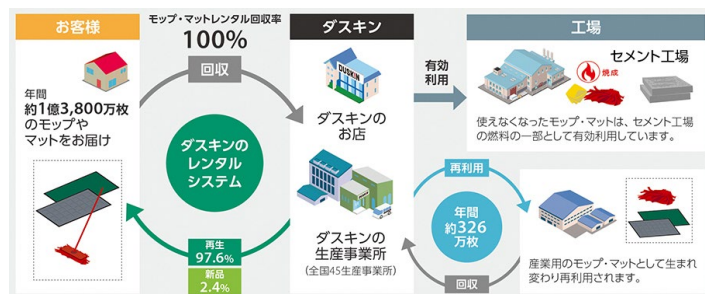 お客様
年間
約1億3,800万枚
のモップや
マットをお届け
モップ・マットレンタル回収率
100%
回収
ダスキンの
レンタル
システム
再生
97.6%
新品
2.4%
ダスキン
DUSKIN
ダスキンの
お店
ダスキンの
生産事業所
(全国45生産事業所)
有効
利用
工場
セメント工場
焼成
使えなくなったモップ・マットは、セメント工場
の燃料の一部として有効利用しています。
再利用
年間
約326
万枚
回収
産業用のモップ・マットとして生まれ
変わり再利用されます。